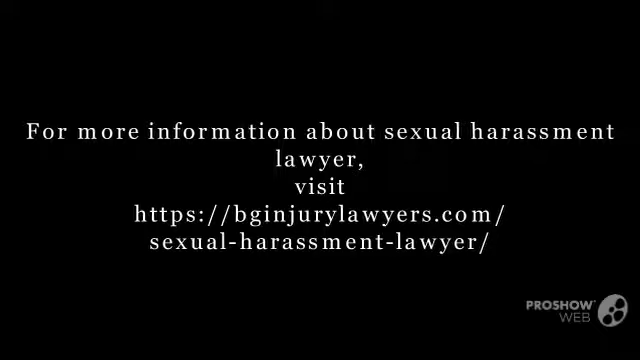 For more information about sexual harassment
lawyer,
visit
https://bginjurylawyers.com/
sexual-harassment-lawyer/
PROSHOW
WEB